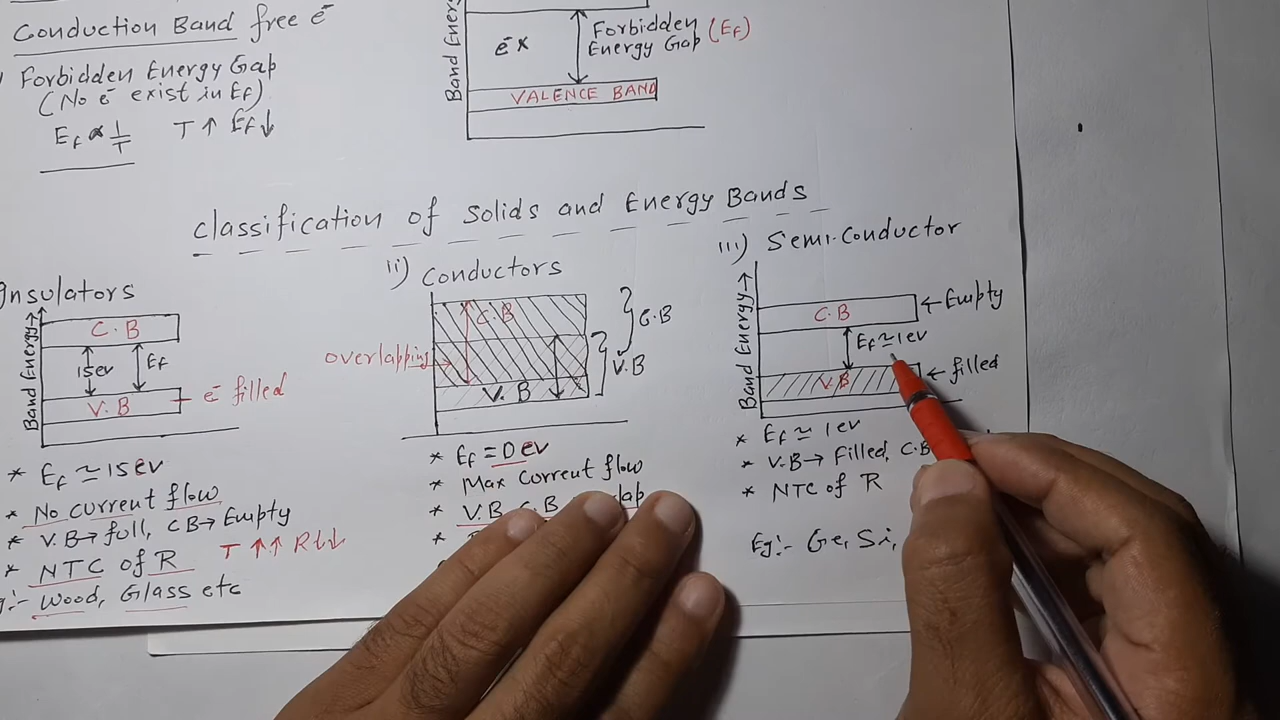 Conduction Band free e⁻
Forbidden Energy Gap
(No e⁻ exist in Ef)
Ef ∝ 1/T T ↑ Ef ↓
Band Energy
e⁻ ×
Forbidden
Energy Gap (Ef)
VALENCE BAND
Classification of Solids and Energy Bands
Insulators
Band Energy →
C.B
15ev
Ef
V.B
e⁻ filled
* Ef ≃ 15ev
* No current flow
* V.B → full, CB → Empty
* NTC of R
T ↑↑ R↓↓
Eg:- Wood, Glass etc
ii) Conductors
C.B
overlapping
V.B
C.B
V.B
* Ef = 0 ev
* Max Current flow
* V.B C.B
*
iii) Semi-Conductor
Band Energy →
C.B
← Empty
Ef ≃ 1ev
V.B
← filled
* Ef ≃ 1ev
* V.B → Filled, C.B
* NTC of R
Eg:- Ge, Si,